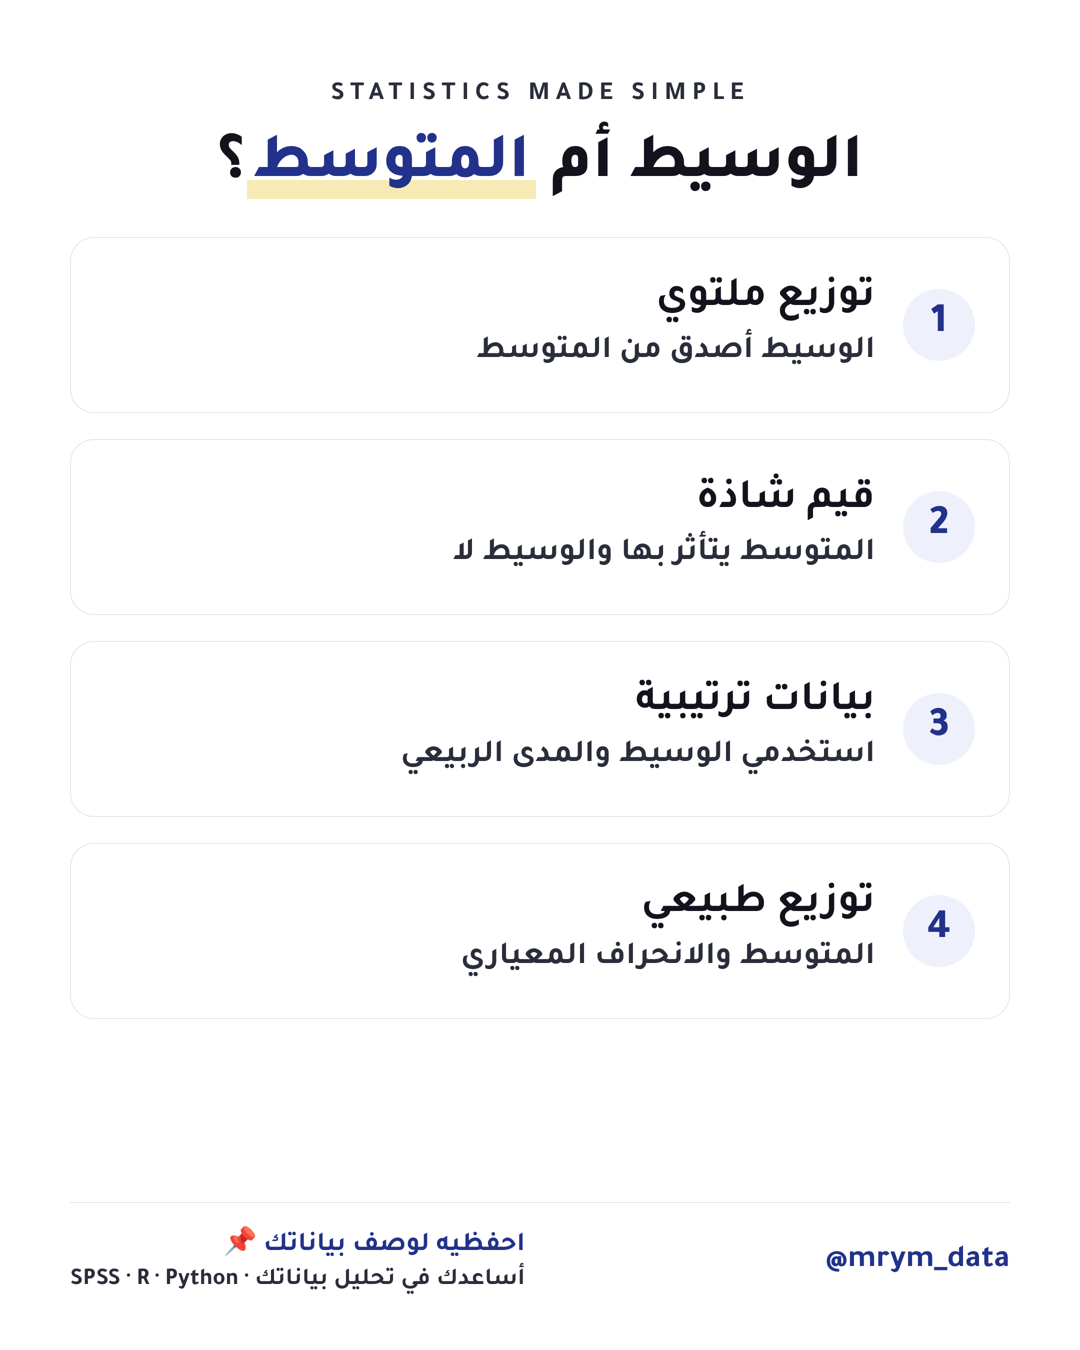 STATISTICS MADE SIMPLE
الوسيط أم المتوسط؟
1
توزيع ملتوي
الوسيط أصدق من المتوسط
2
قيم شاذة
المتوسط يتأثر بها والوسيط لا
3
بيانات ترتيبية
استخدمي الوسيط والمدى الربيعي
4
توزيع طبيعي
المتوسط والانحراف المعياري
@mrym_data
احفظيه لوصف بياناتك 📌
أساعدك في تحليل بياناتك · SPSS · R · Python